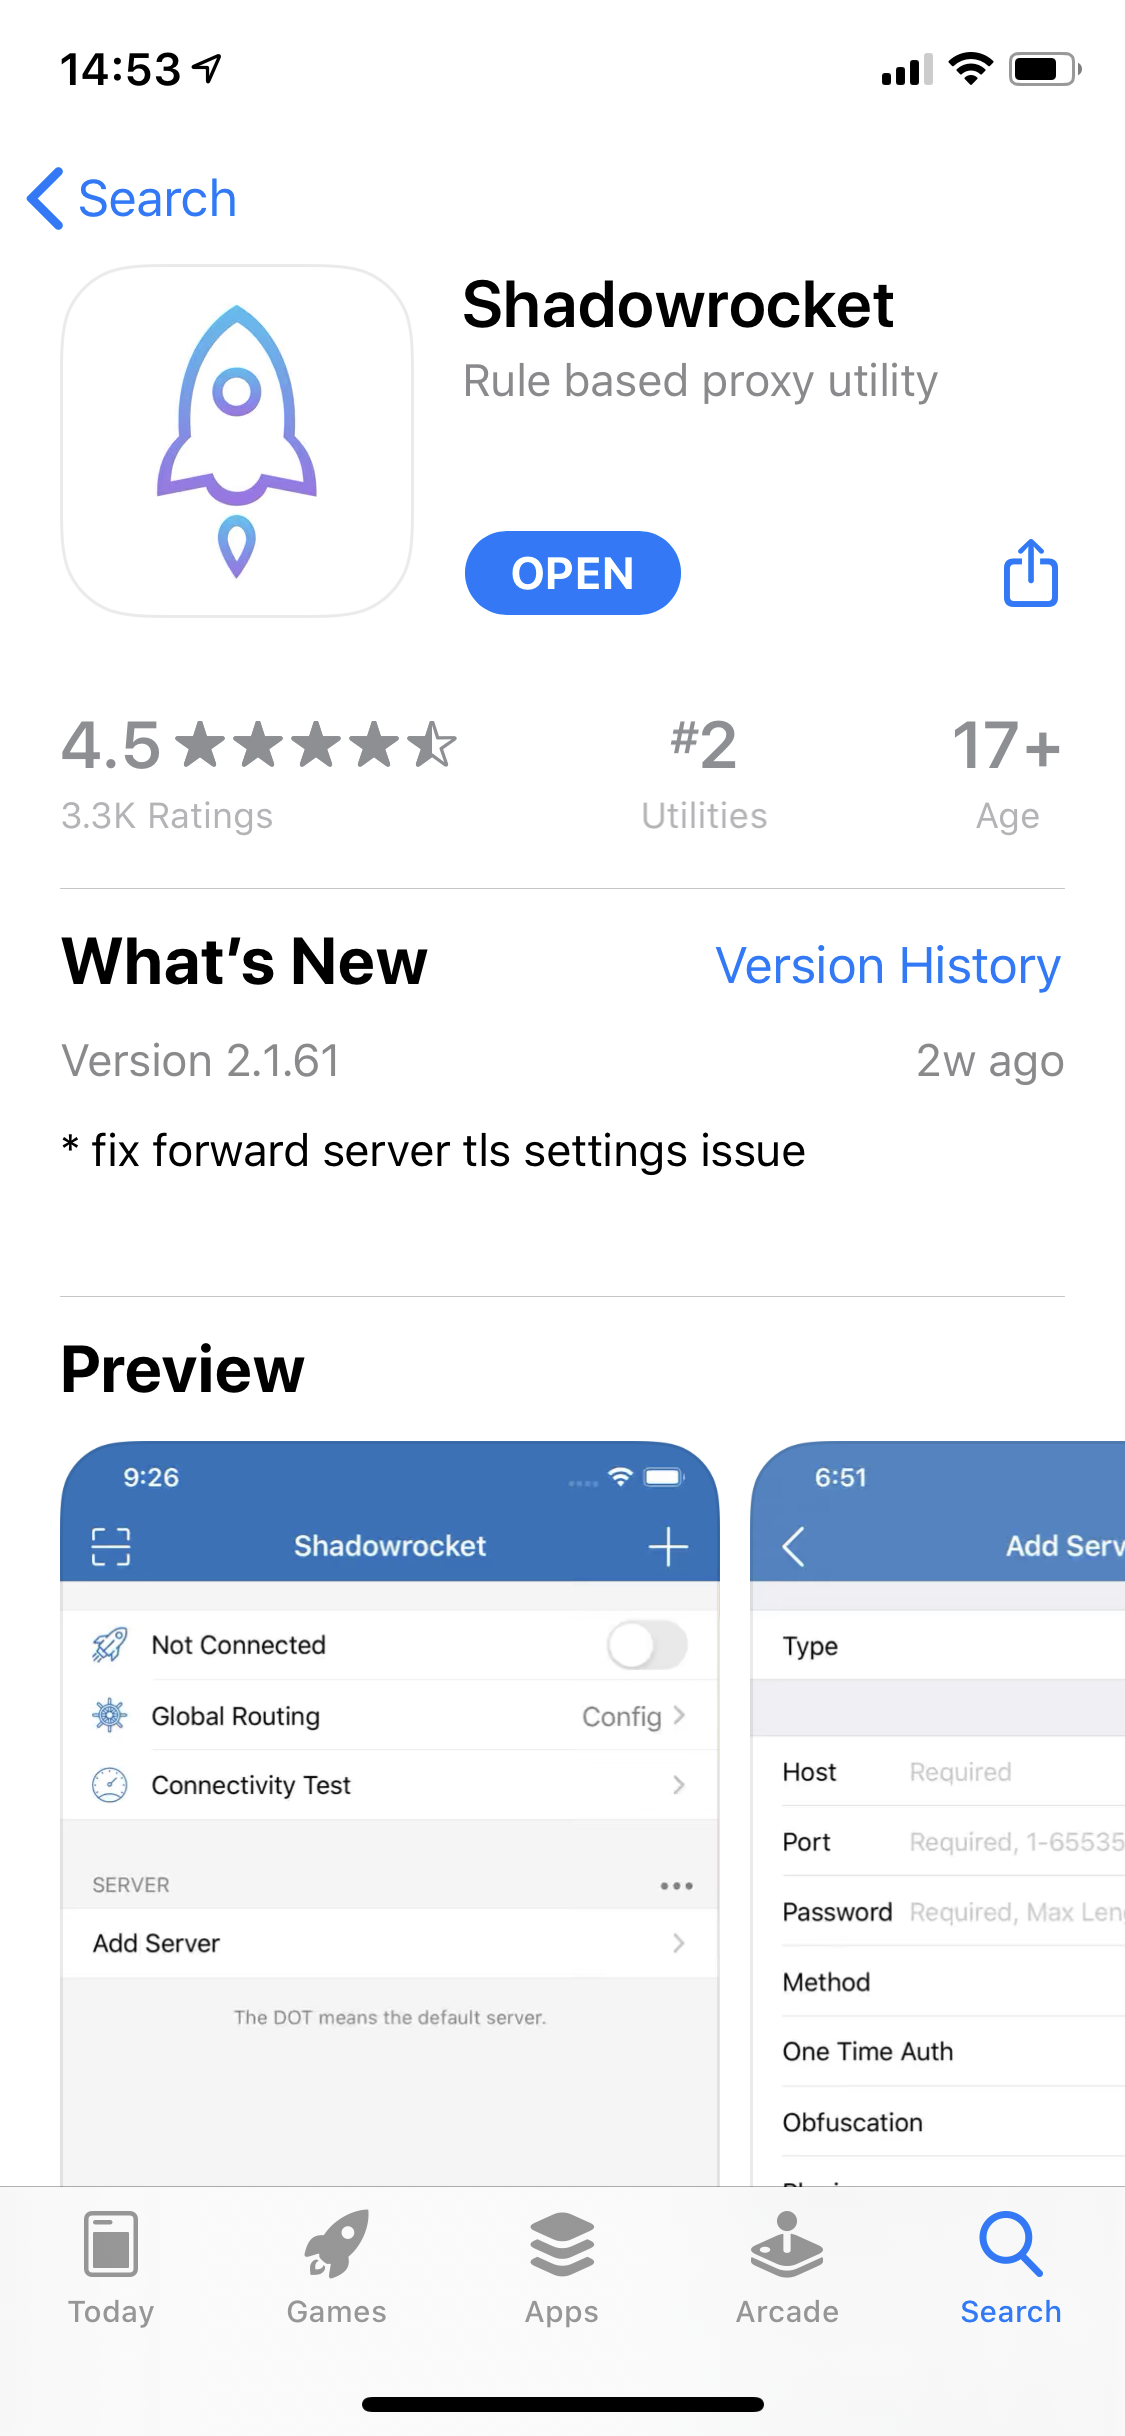 14:53
Search
Shadowrocket
Rule based proxy utility
OPEN
4.5
#2
17+
3.3K Ratings
Utilities
Age
What's New
Version History
Version 2.1.61
2w ago
* fix forward server tls settings issue
Preview
9:26
Shadowrocket
Not Connected
Global Routing
Config
Connectivity Test
SERVER
Add Server
The DOT means the default server.
6:51
Add Serv
Type
Host
Required
Port
Required, 1-65535
Password
Required, Max Len
Method
One Time Auth
Obfuscation
Today
Games
Apps
Arcade
Search